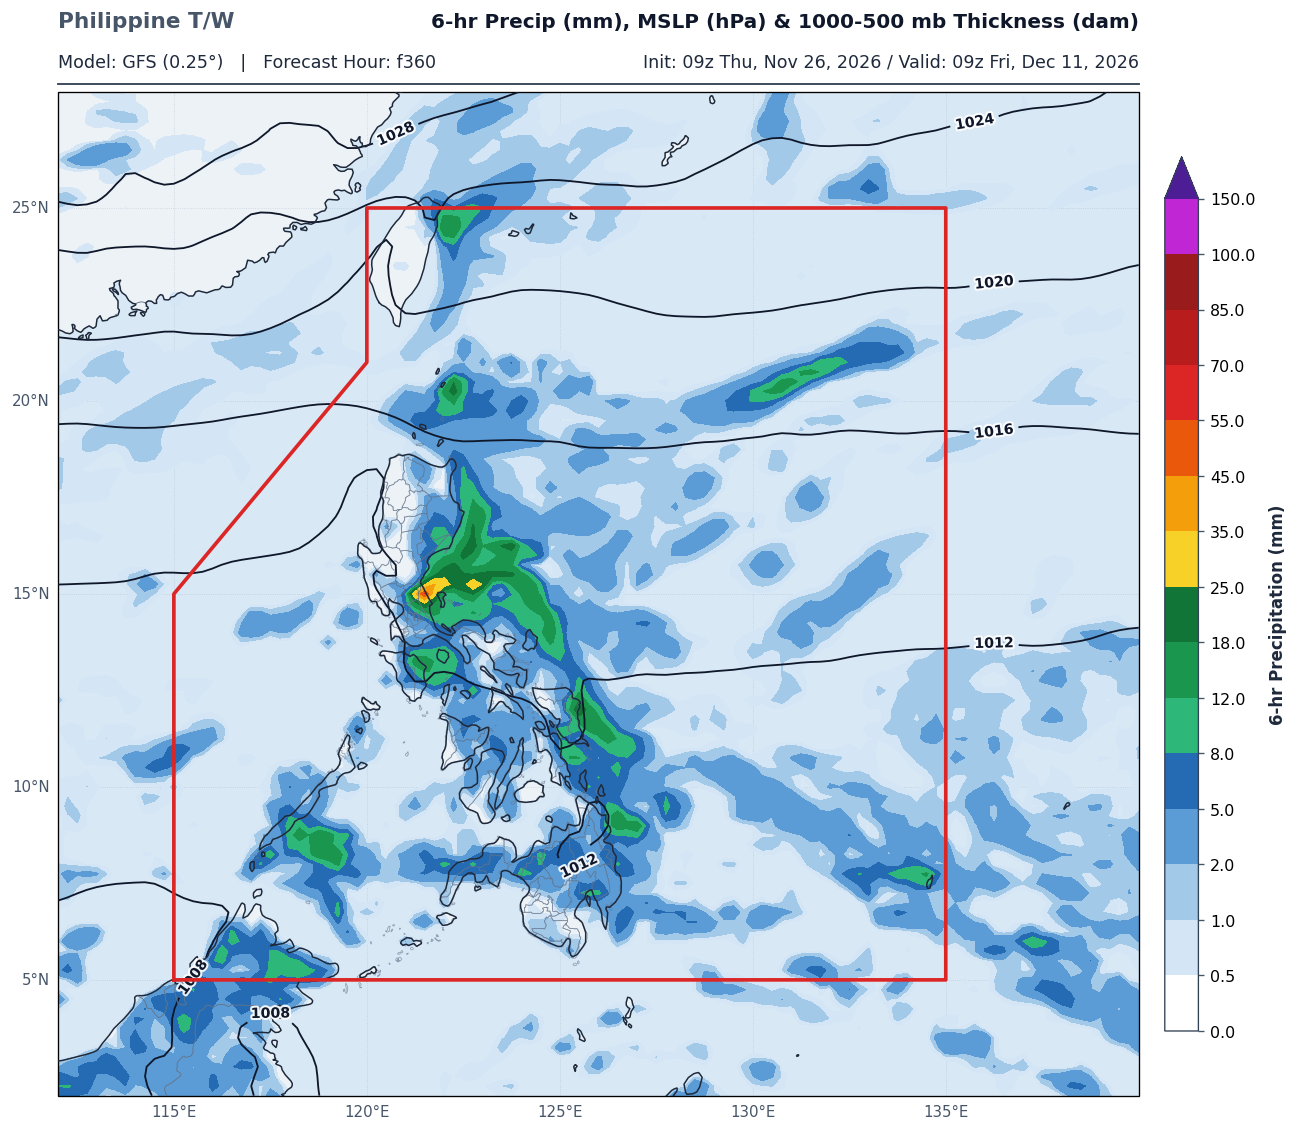 Philippine T/W
6-hr Precip (mm), MSLP (hPa) & 1000-500 mb Thickness (dam)
Model: GFS (0.25°) | Forecast Hour: f360
Init: 09z Thu, Nov 26, 2026 / Valid: 09z Fri, Dec 11, 2026
1028
1024
1020
1016
1012
1012
1008
1008
25°N
20°N
15°N
10°N
5°N
115°E
120°E
125°E
130°E
135°E
150.0
100.0
85.0
70.0
55.0
45.0
35.0
25.0
18.0
12.0
8.0
5.0
2.0
1.0
0.5
0.0
6-hr Precipitation (mm)